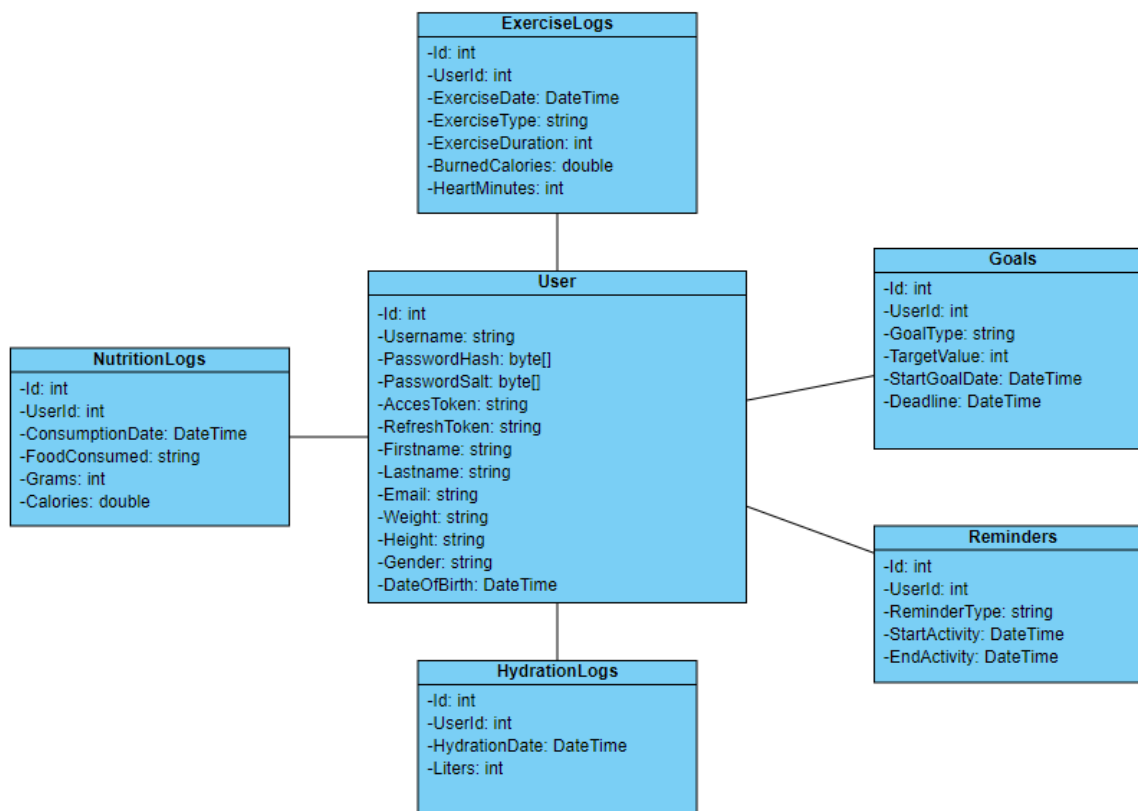 ExerciseLogs
-Id: int
-UserId: int
-ExerciseDate: DateTime
-ExerciseType: string
-ExerciseDuration: int
-BurnedCalories: double
-HeartMinutes: int
User
-Id: int
-Username: string
-PasswordHash: byte[]
-PasswordSalt: byte[]
-AccesToken: string
-RefreshToken: string
-Firstname: string
-Lastname: string
-Email: string
-Weight: string
-Height: string
-Gender: string
-DateOfBirth: DateTime
Goals
-Id: int
-UserId: int
-GoalType: string
-TargetValue: int
-StartGoalDate: DateTime
-Deadline: DateTime
NutritionLogs
-Id: int
-UserId: int
-ConsumptionDate: DateTime
-FoodConsumed: string
-Grams: int
-Calories: double
Reminders
-Id: int
-UserId: int
-ReminderType: string
-StartActivity: DateTime
-EndActivity: DateTime
HydrationLogs
-Id: int
-UserId: int
-HydrationDate: DateTime
-Liters: int